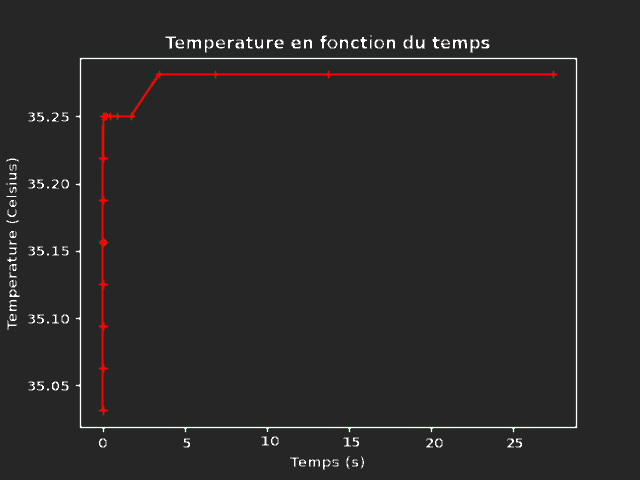 Temperature en fonction du temps
Temperature (Celsius)
35.25
35.20
35.15
35.10
35.05
0 5 10 15 20 25
Temps (s)